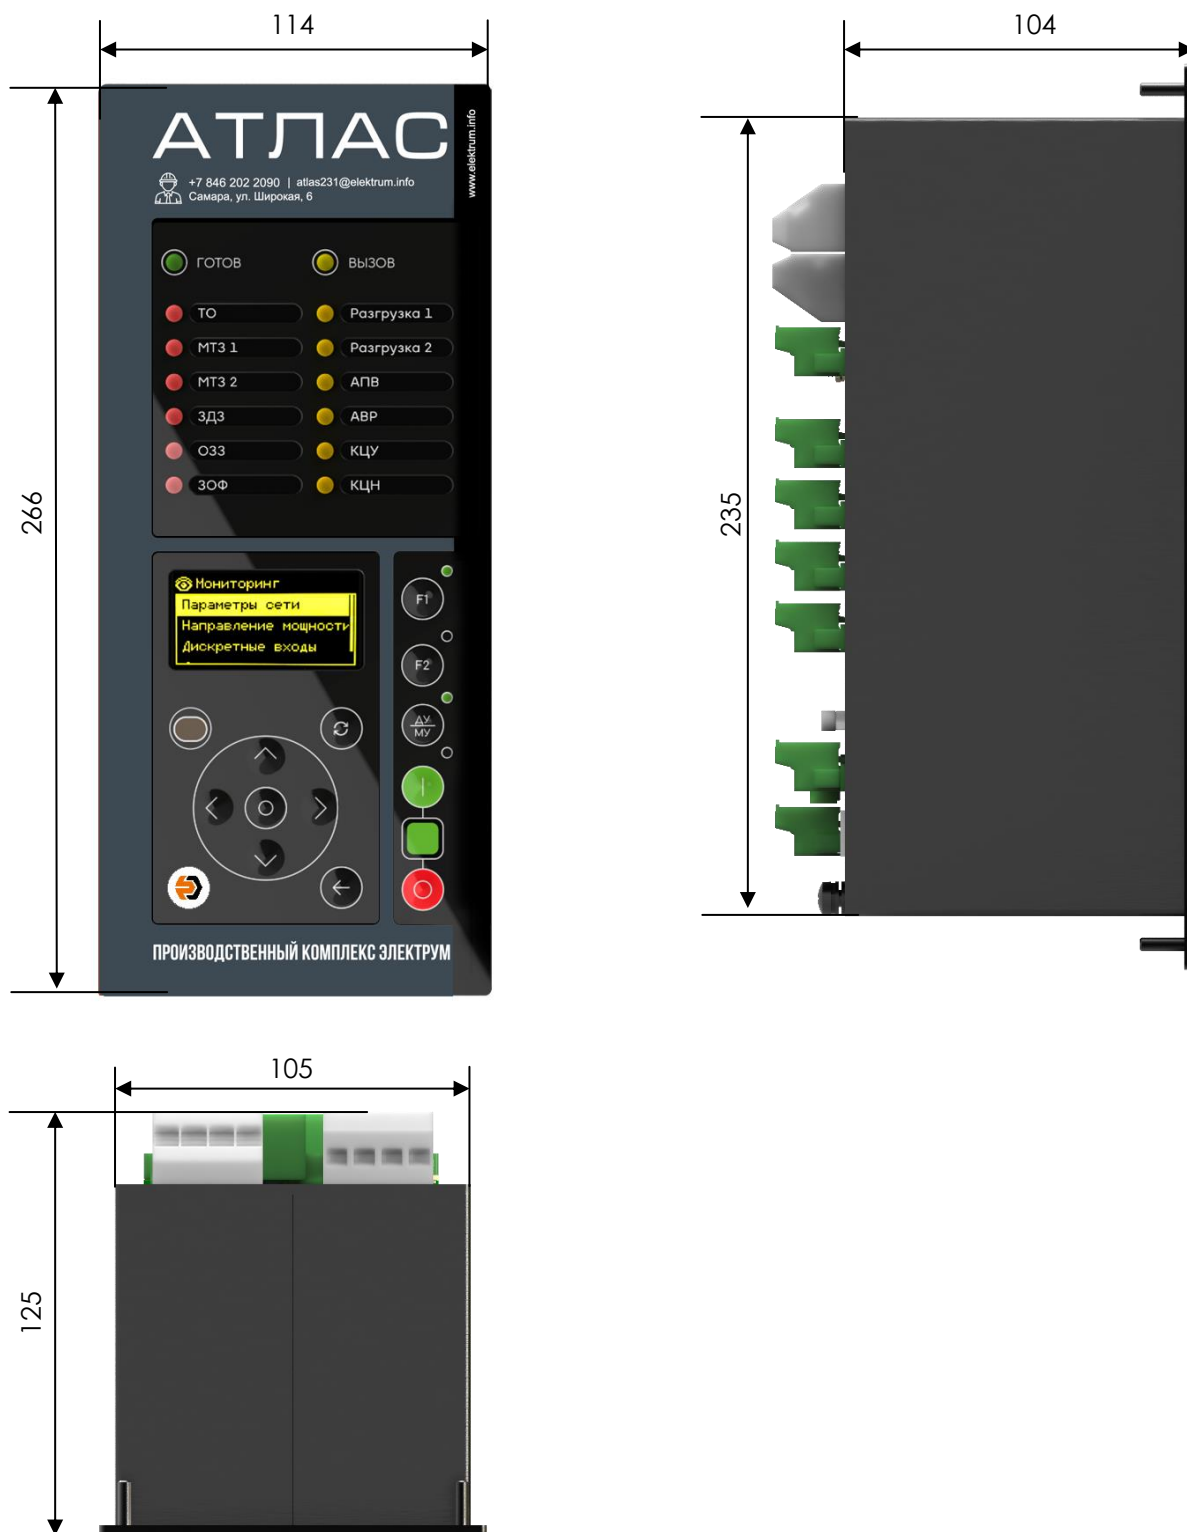 114
104
266
АТЛАС
www.elektrum.info
+7 846 202 2090 | atlas231@elektrum.info
Самара, ул. Широкая, 6
ГОТОВ
ВЫЗОВ
ТО
Разгрузка 1
МТЗ 1
Разгрузка 2
МТЗ 2
АПВ
ЗДЗ
АВР
ОЗЗ
КЦУ
ЗОФ
КЦН
235
Мониторинг
Параметры сети
Направление мощности
Дискретные входы
F1
F2
ДУ
МУ
ПРОИЗВОДСТВЕННЫЙ КОМПЛЕКС ЭЛЕКТРУМ
105
125